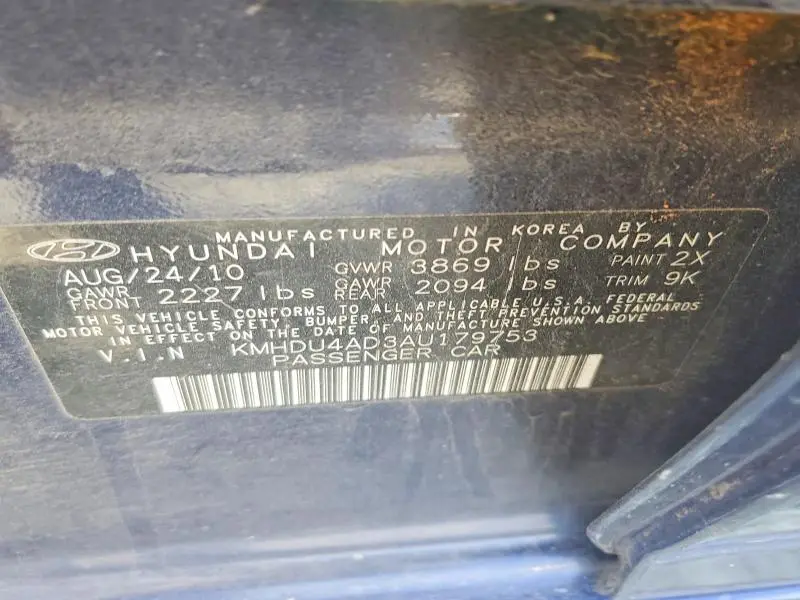 MANUFACTURED IN KOREA BY
HYUNDAI MOTOR COMPANY
AUG/24/10 GVWR 3869 lbs PAINT 2X
GAWR FRONT 2227 lbs GAWR REAR 2094 lbs TRIM 9K
THIS VEHICLE CONFORMS TO ALL APPLICABLE U.S.A. FEDERAL
MOTOR VEHICLE SAFETY, BUMPER AND THEFT PREVENTION STANDARDS
IN EFFECT ON THE DATE OF MANUFACTURE SHOWN ABOVE
V.I.N KMHDU4AD3AU179753
PASSENGER CAR